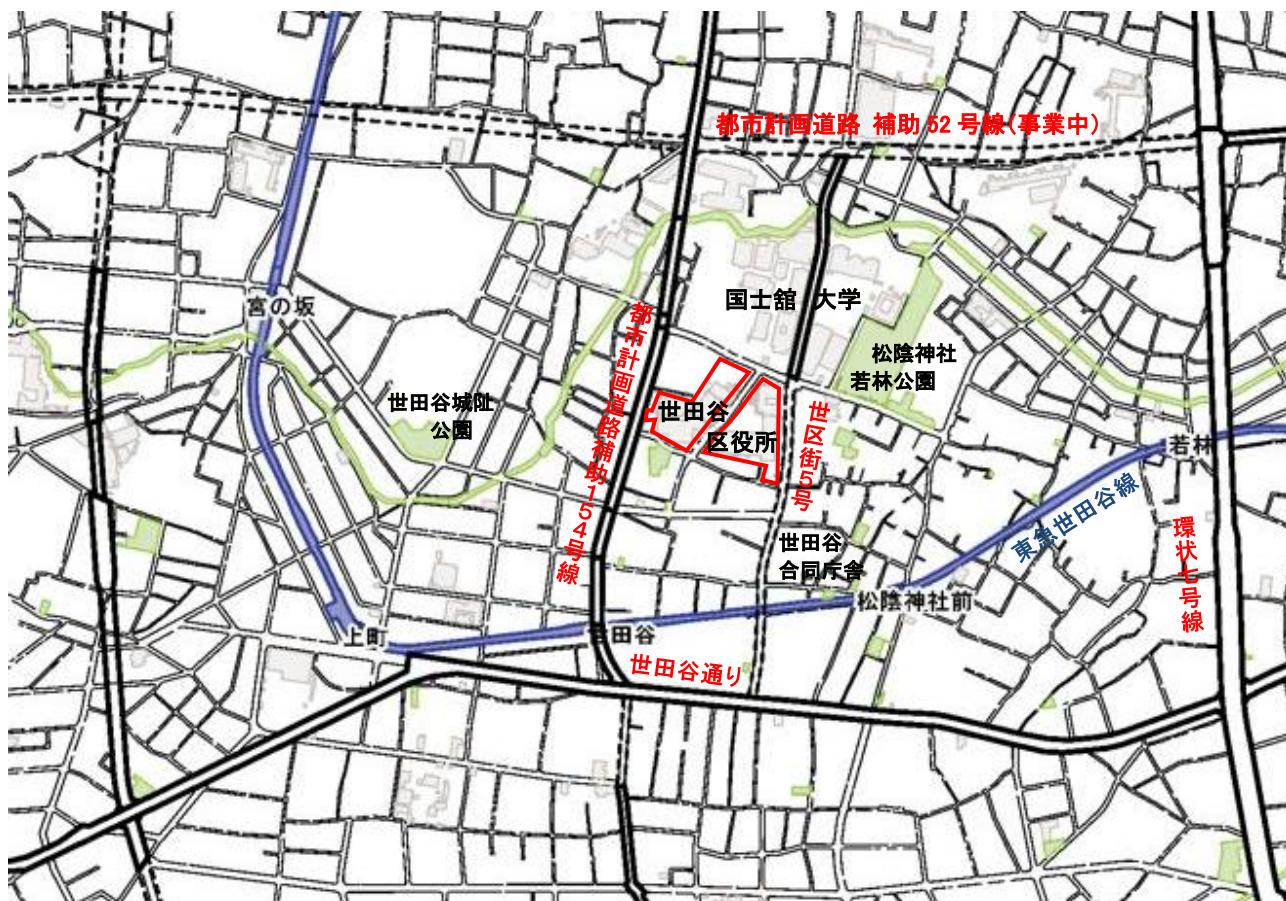 都市計画道路 補助52号線(事業中)
国士舘 大学
宮の坂
都市計画道路補助154号線
松陰神社
若林公園
世田谷城址
公園
世田谷
区役所
世区街5号
若林
東急世田谷線
環状七号線
世田谷
合同庁舎
松陰神社前
上町
世田谷
世田谷通り